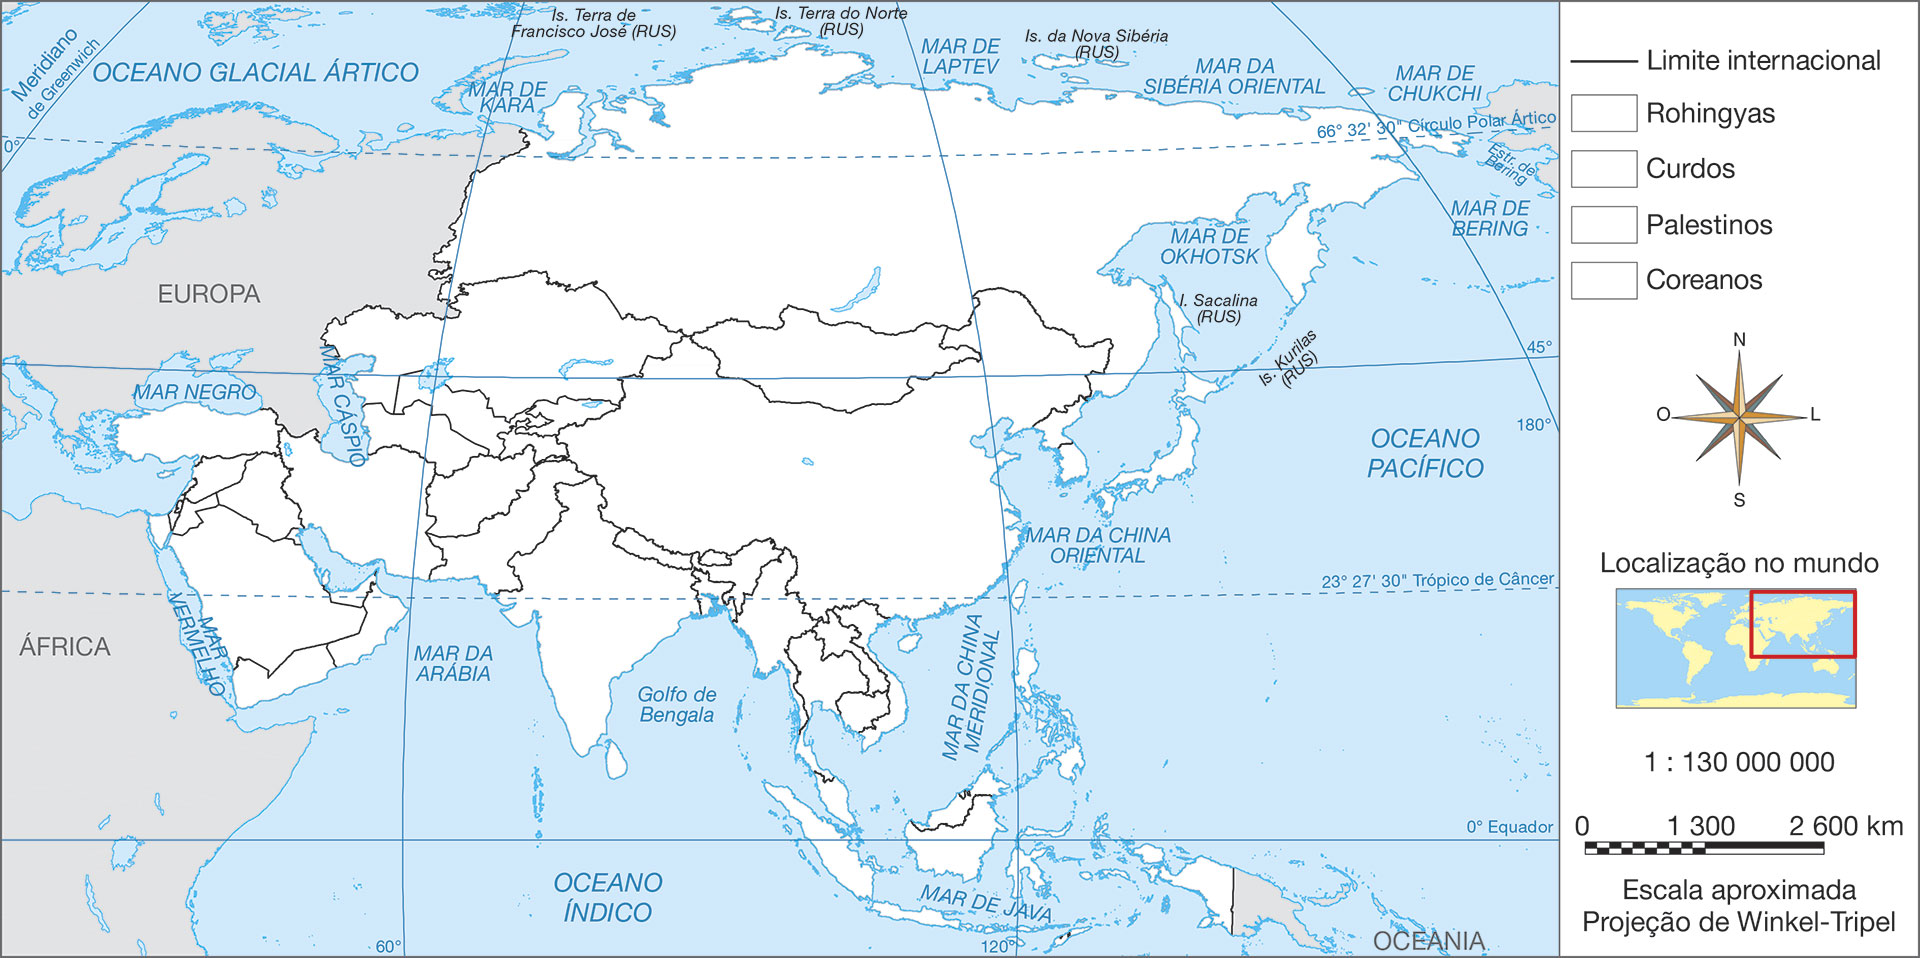 Is. Terra de
Francisco José (RUS)
Is. Terra do Norte
(RUS)
MAR DE
LAPTEV
Is. da Nova Sibéria
(RUS)
MAR DA
SIBÉRIA ORIENTAL
MAR DE
CHUKCHI
Meridiano
de Greenwich
OCEANO GLACIAL ÁRTICO
MAR DE
KARA
66° 32' 30" Círculo Polar Ártico
0°
Estr. de
Bering
MAR DE
BERING
MAR DE
OKHOTSK
EUROPA
I. Sacalina
(RUS)
Is. Kurilas
(RUS)
45°
MAR NEGRO
MAR CÁSPIO
180°
OCEANO
PACÍFICO
MAR DA CHINA
ORIENTAL
23° 27' 30" Trópico de Câncer
ÁFRICA
MAR
VERMELHO
MAR DA
ARÁBIA
Golfo de
Bengala
MAR DA CHINA
MERIDIONAL
0° Equador
OCEANO
ÍNDICO
MAR DE JAVA
60°
120°
OCEANIA
Limite internacional
Rohingyas
Curdos
Palestinos
Coreanos
N
O
L
S
Localização no mundo
1 : 130 000 000
0 1 300 2 600 km
Escala aproximada
Projeção de Winkel-Tripel